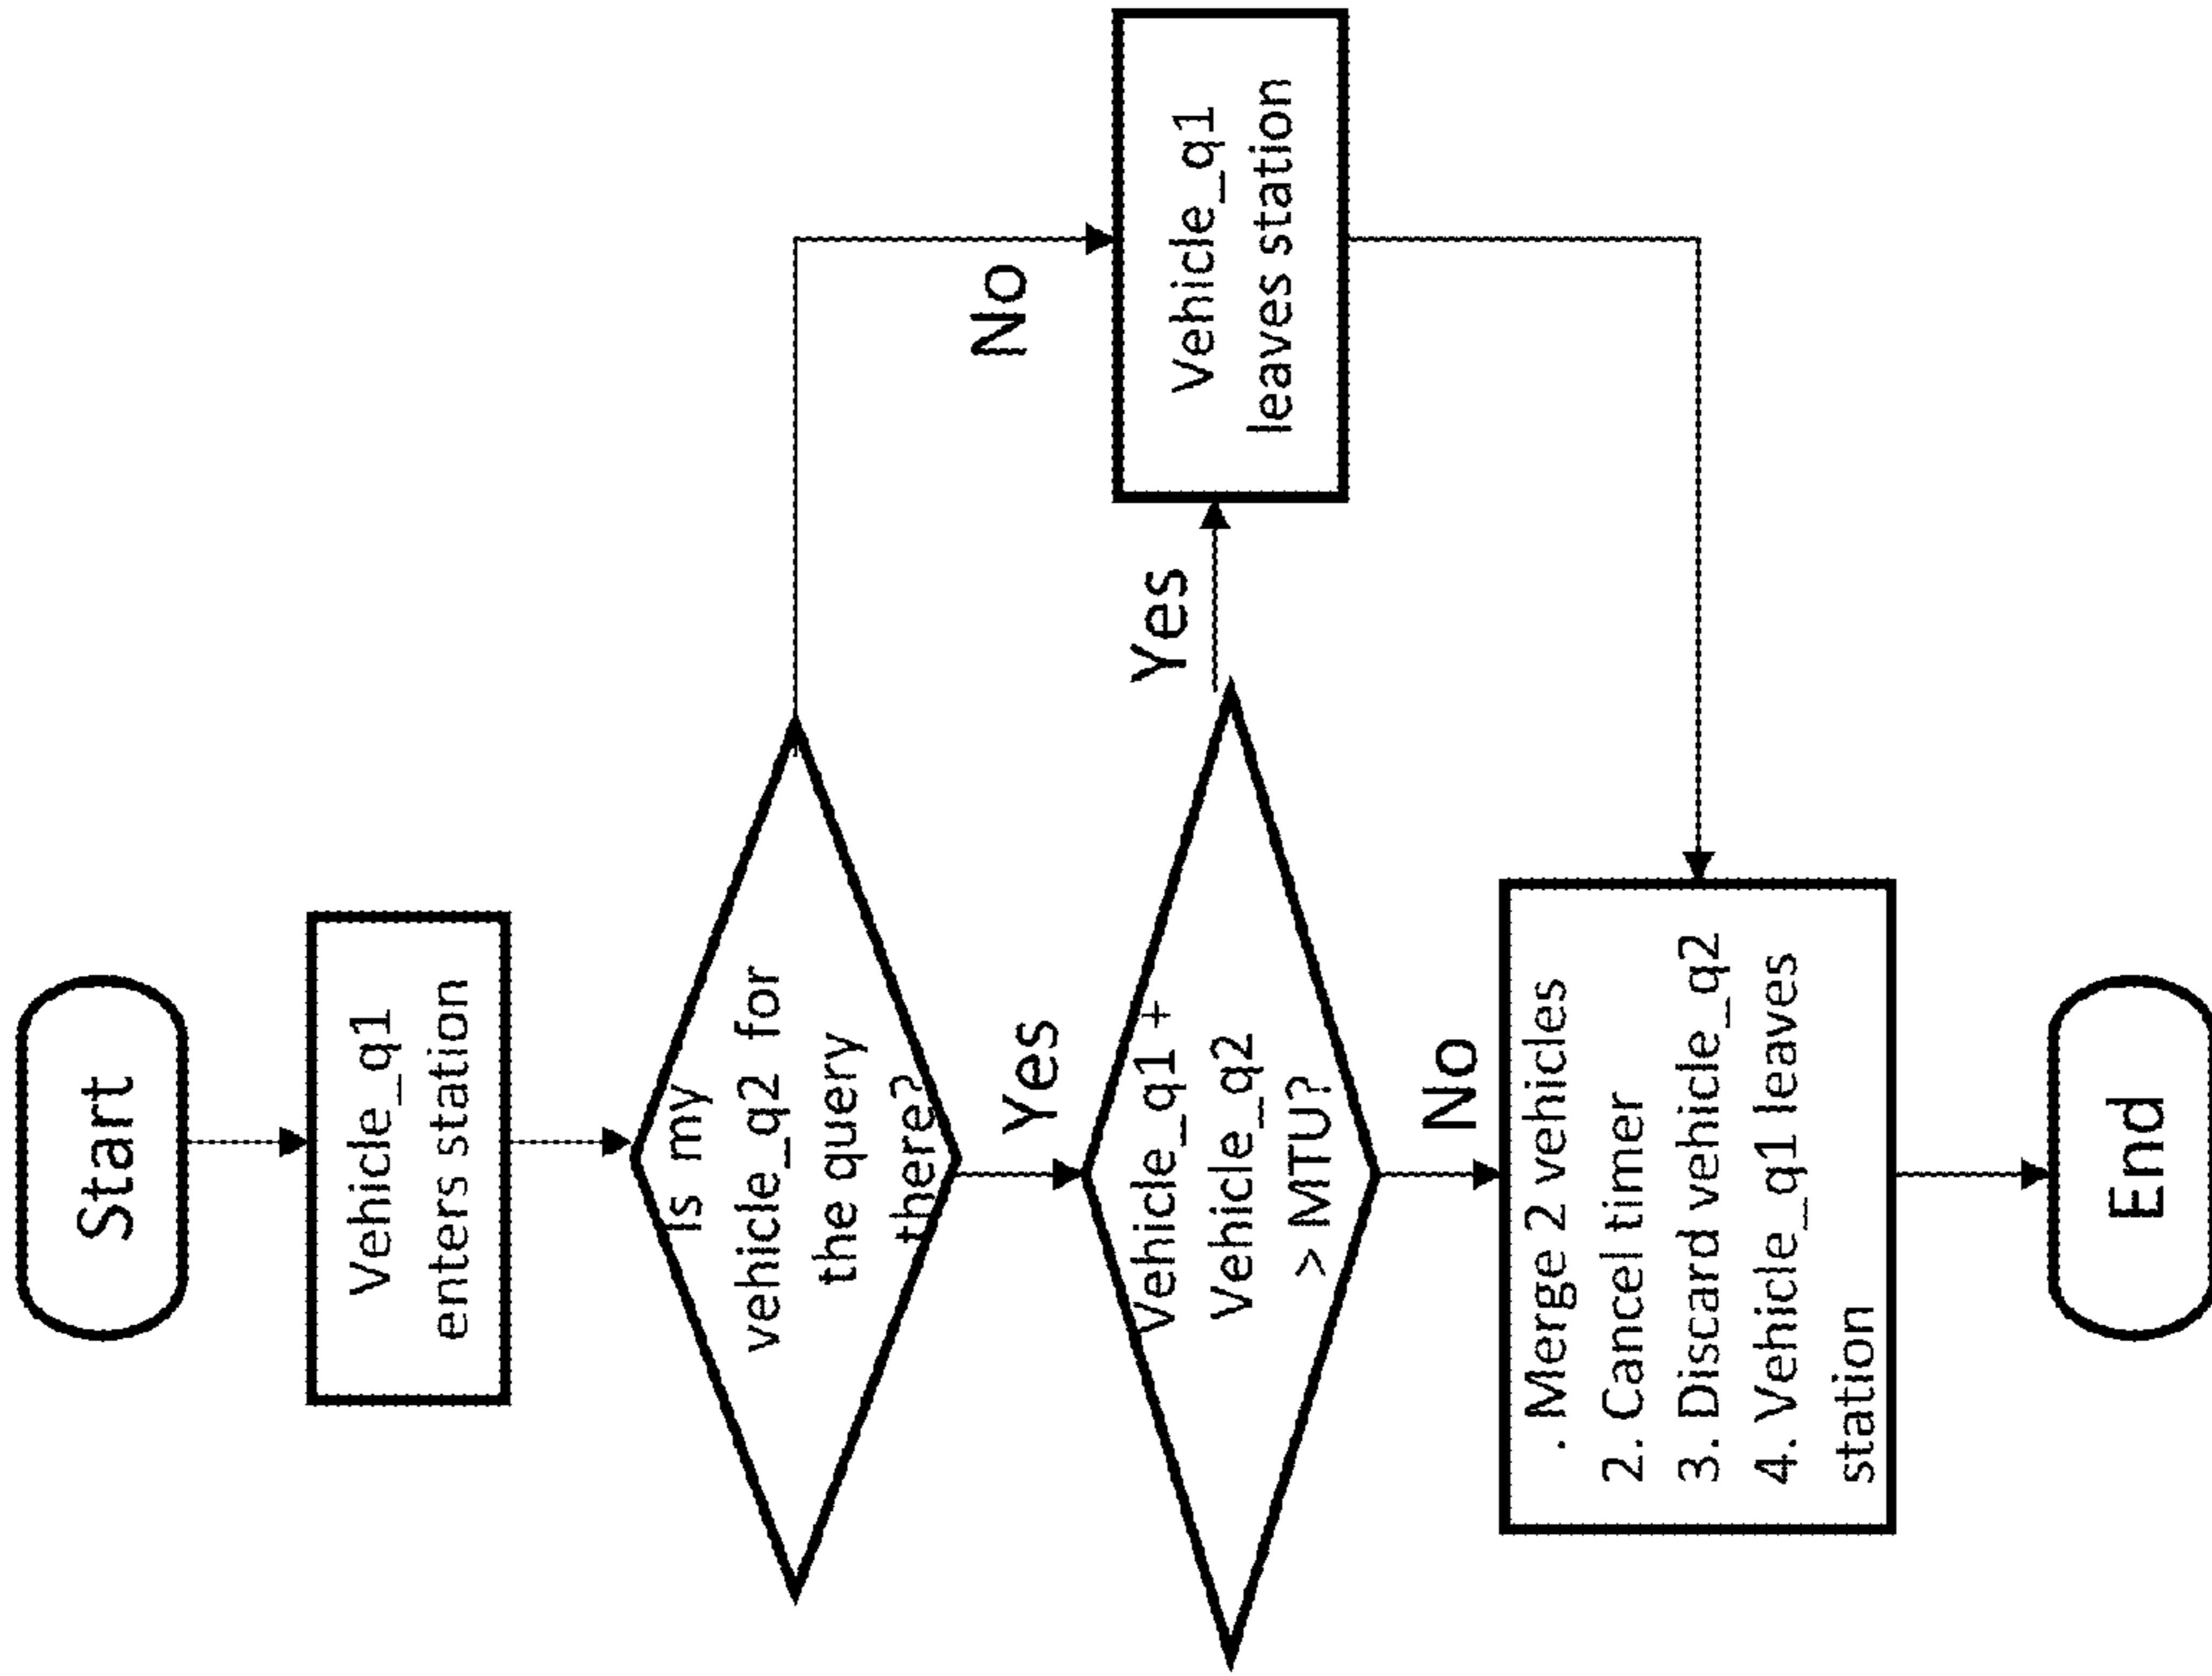 Start
Vehicle_q1
enters station
Is my
vehicle_q2 for
the query
there?
No
Yes
Vehicle_q1 +
Vehicle_q2
> MTU?
Yes
Vehicle_q1
leaves station
No
. Merge 2 vehicles
2. Cancel timer
3. Discard vehicle_q2
4. Vehicle_q1 leaves
station
End